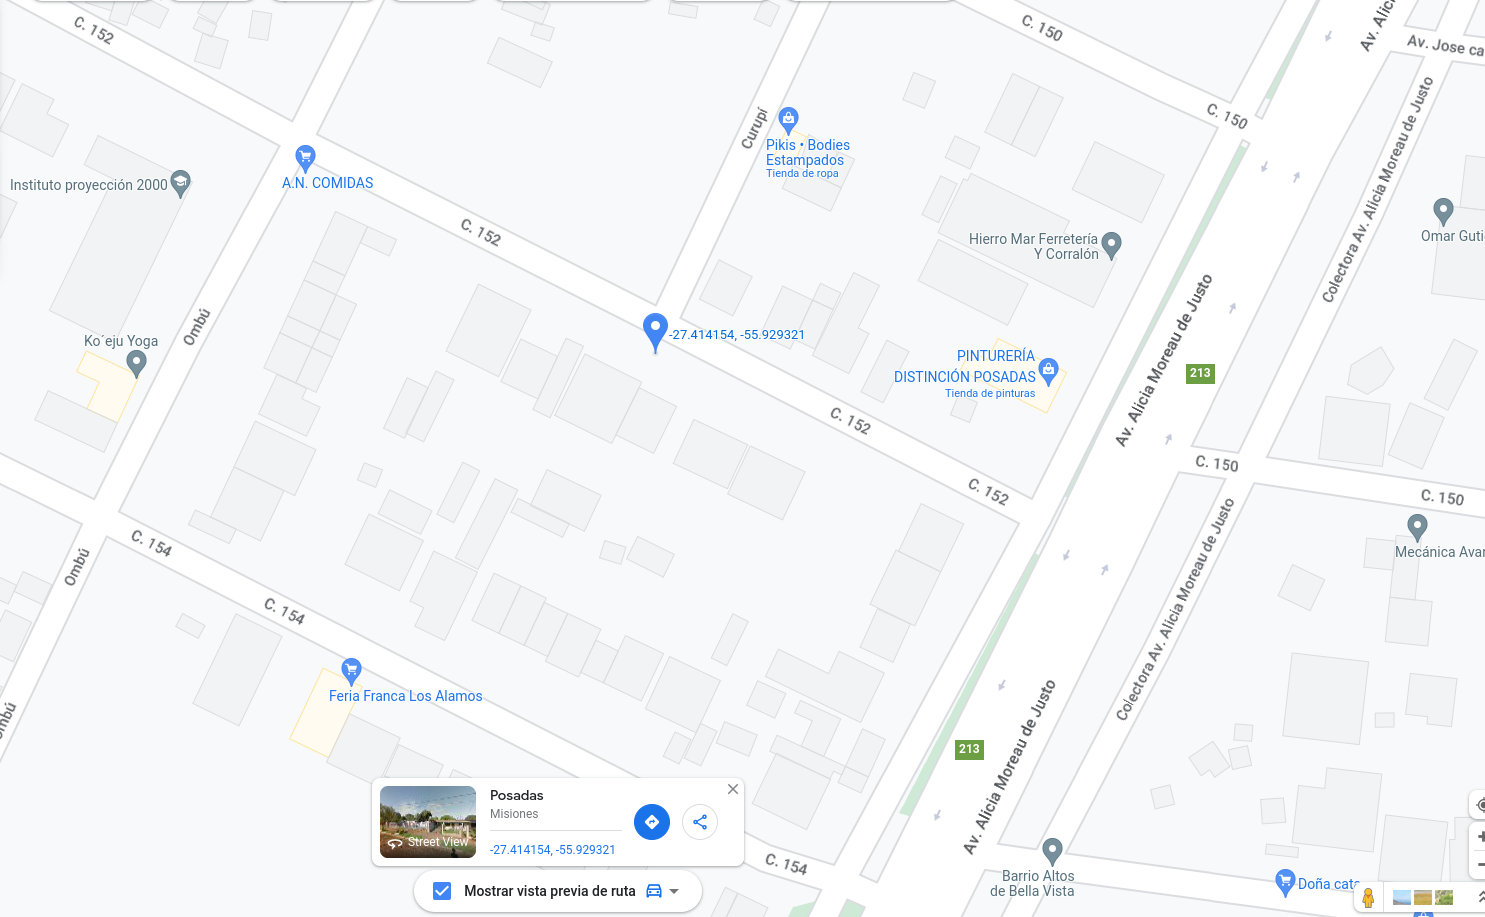 C. 152
C. 150
Av. Alici
Av. Jose ca
Curupí
Pikis • Bodies
Estampados
Tienda de ropa
C. 150
Colectora Av. Alicia Moreau de Justo
A.N. COMIDAS
Instituto proyección 2000
C. 152
Hierro Mar Ferretería
Y Corralón
Omar Guti
Ombú
Ko´eju Yoga
-27.414154, -55.929321
Av. Alicia Moreau de Justo
213
PINTURERÍA
DISTINCIÓN POSADAS
Tienda de pinturas
C. 152
C. 152
C. 150
C. 150
Mecánica Avan
C. 154
Ombú
C. 154
Colectora Av. Alicia Moreau de Justo
Feria Franca Los Alamos
Ombú
213
Av. Alicia Moreau de Justo
Posadas
Misiones
-27.414154, -55.929321
Street View
C. 154
Barrio Altos
de Bella Vista
Doña cata
Mostrar vista previa de ruta